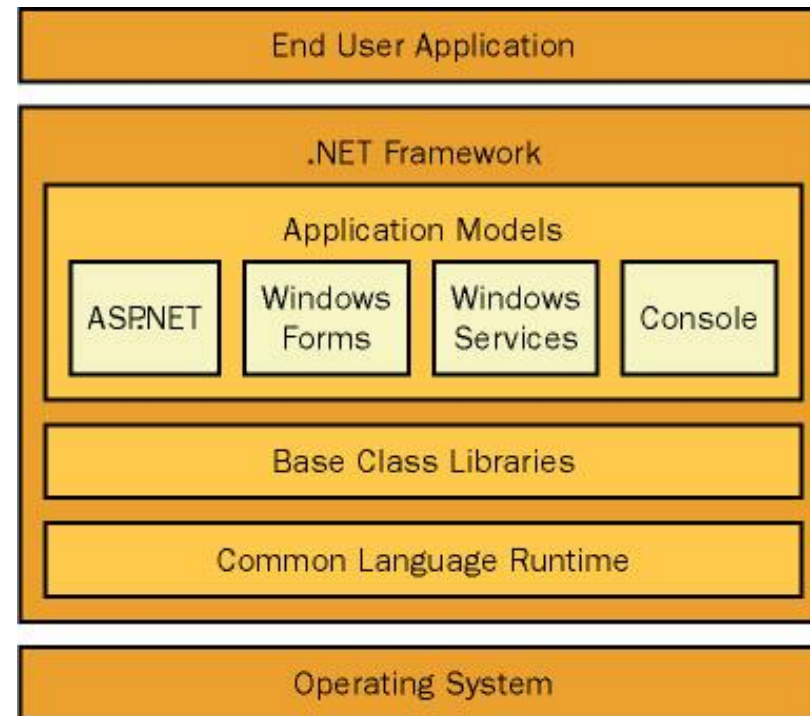 End User Application
.NET Framework
Application Models
ASP.NET
Windows
Forms
Windows
Services
Console
Base Class Libraries
Common Language Runtime
Operating System